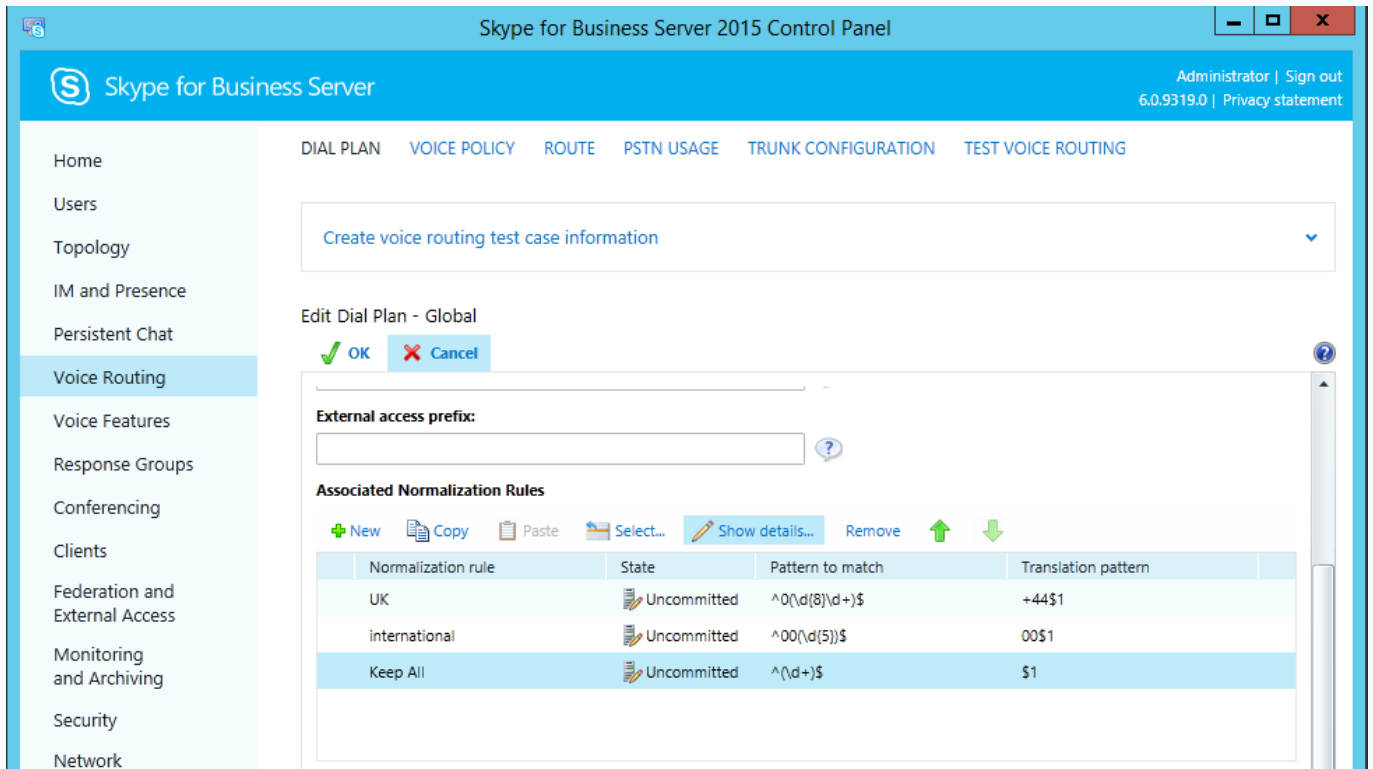 Skype for Business Server 2015 Control Panel
Skype for Business Server
Administrator | Sign out
6.0.9319.0 | Privacy statement
Home
Users
Topology
IM and Presence
Persistent Chat
Voice Routing
Voice Features
Response Groups
Conferencing
Clients
Federation and
External Access
Monitoring
and Archiving
Security
Network
DIAL PLAN VOICE POLICY ROUTE PSTN USAGE TRUNK CONFIGURATION TEST VOICE ROUTING
Create voice routing test case information
Edit Dial Plan - Global
OK Cancel
External access prefix:
Associated Normalization Rules
New Copy Paste Select... Show details... Remove
Normalization rule State Pattern to match Translation pattern
UK Uncommitted ^0(\d{8}\d+)$ +44$1
international Uncommitted ^00(\d{5})$ 00$1
Keep All Uncommitted ^(\d+)$ $1